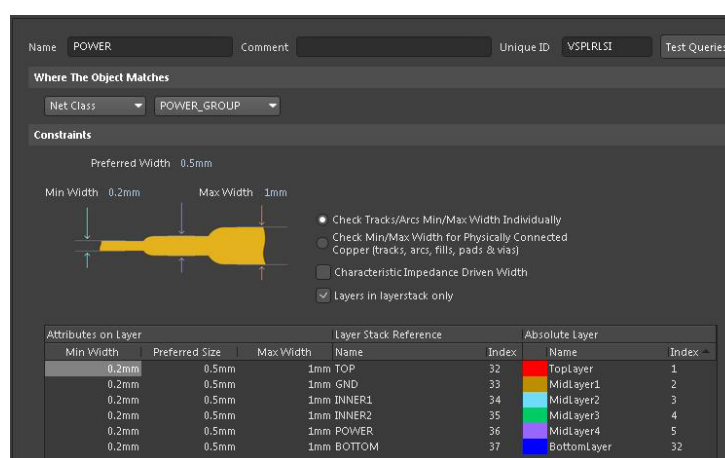 Name POWER Comment Unique ID VSPLRLSI Test Queries
Where The Object Matches
Net Class POWER_GROUP
Constraints
Preferred Width 0.5mm
Min Width 0.2mm Max Width 1mm
Check Tracks/Arcs Min/Max Width Individually
Check Min/Max Width for Physically Connected
Copper (tracks, arcs, fills, pads & vias)
Characteristic Impedance Driven Width
Layers in layerstack only
Attributes on Layer Layer Stack Reference Absolute Layer
Min Width Preferred Size Max Width Name Index Name Index
0.2mm 0.5mm 1mm TOP 32 TopLayer 1
0.2mm 0.5mm 1mm GND 33 MidLayer1 2
0.2mm 0.5mm 1mm INNER1 34 MidLayer2 3
0.2mm 0.5mm 1mm INNER2 35 MidLayer3 4
0.2mm 0.5mm 1mm POWER 36 MidLayer4 5
0.2mm 0.5mm 1mm BOTTOM 37 BottomLayer 32